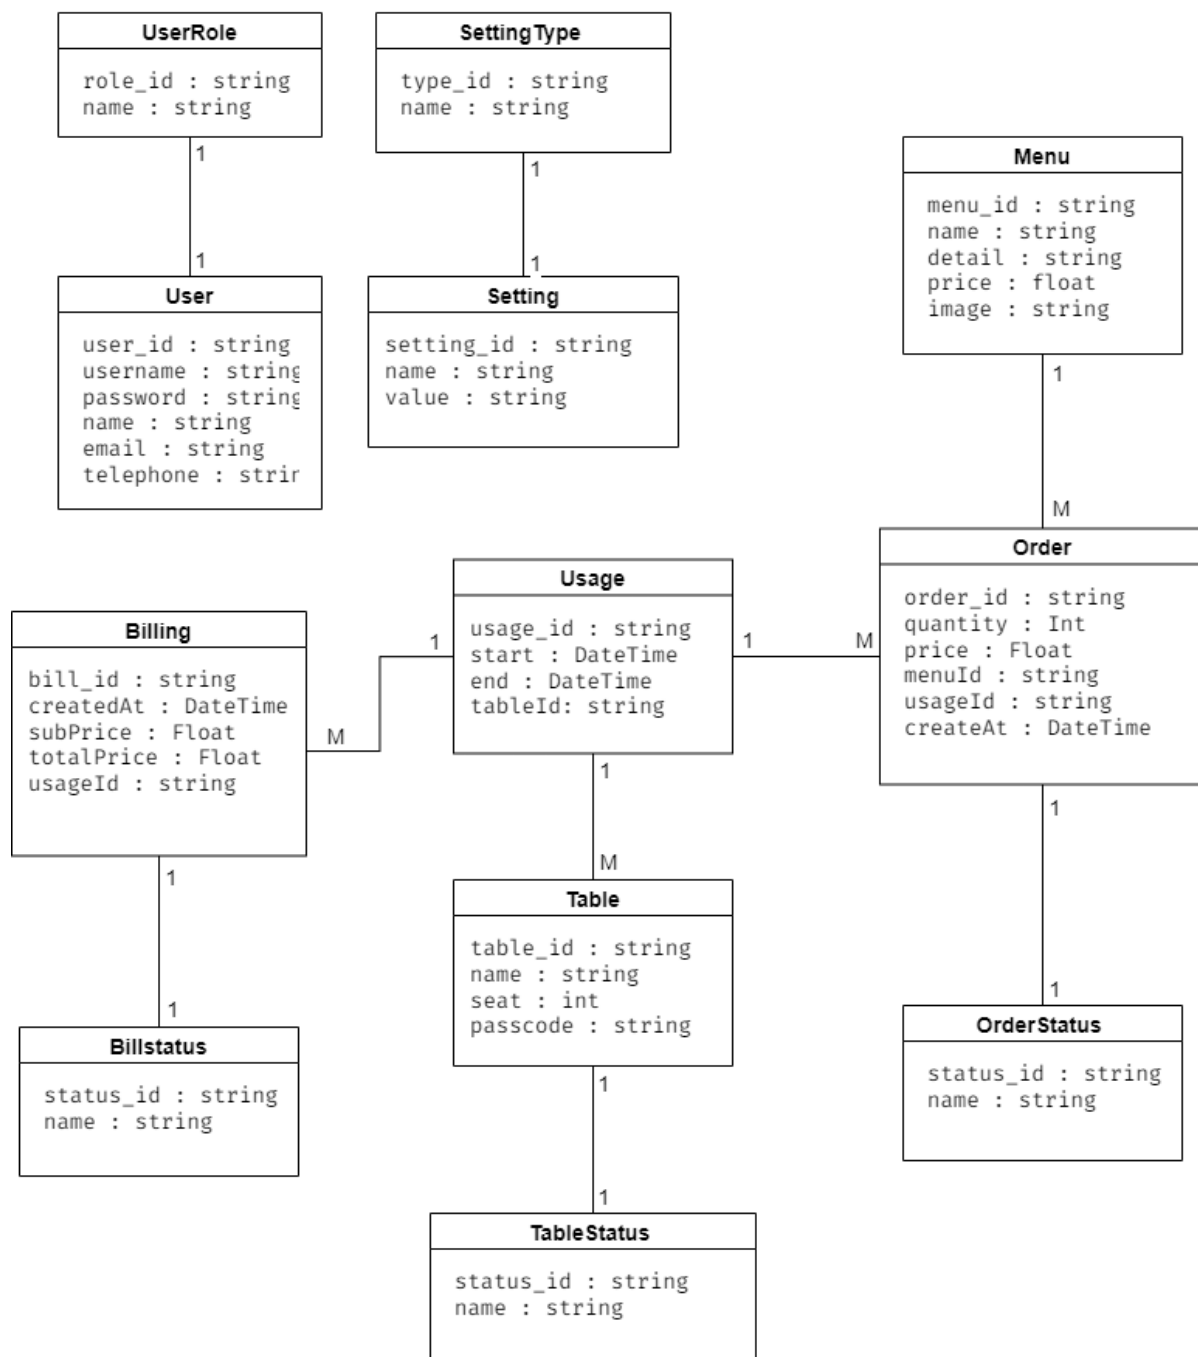 UserRole
role_id : string
name : string
1
1
User
user_id : string
username : string
password : string
name : string
email : string
telephone : strin
SettingType
type_id : string
name : string
1
1
Setting
setting_id : string
name : string
value : string
Menu
menu_id : string
name : string
detail : string
price : float
image : string
1
M
Order
order_id : string
quantity : Int
price : Float
menuId : string
usageId : string
createAt : DateTime
1
1
OrderStatus
status_id : string
name : string
Usage
usage_id : string
start : DateTime
end : DateTime
tableId: string
1
M
1
M
1
M
Table
table_id : string
name : string
seat : int
passcode : string
1
1
TableStatus
status_id : string
name : string
Billing
bill_id : string
createdAt : DateTime
subPrice : Float
totalPrice : Float
usageId : string
1
1
Billstatus
status_id : string
name : string